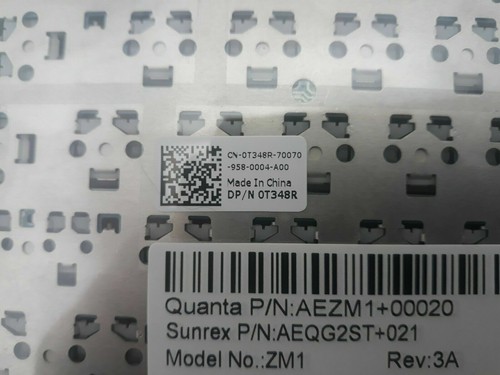 CN-0T348R-70070
-958-0004-A00
Made In China
DP/N 0T348R
Quanta P/N:AEZM1+00020
Sunrex P/N:AEQG2ST+021
Model No.:ZM1 Rev:3A